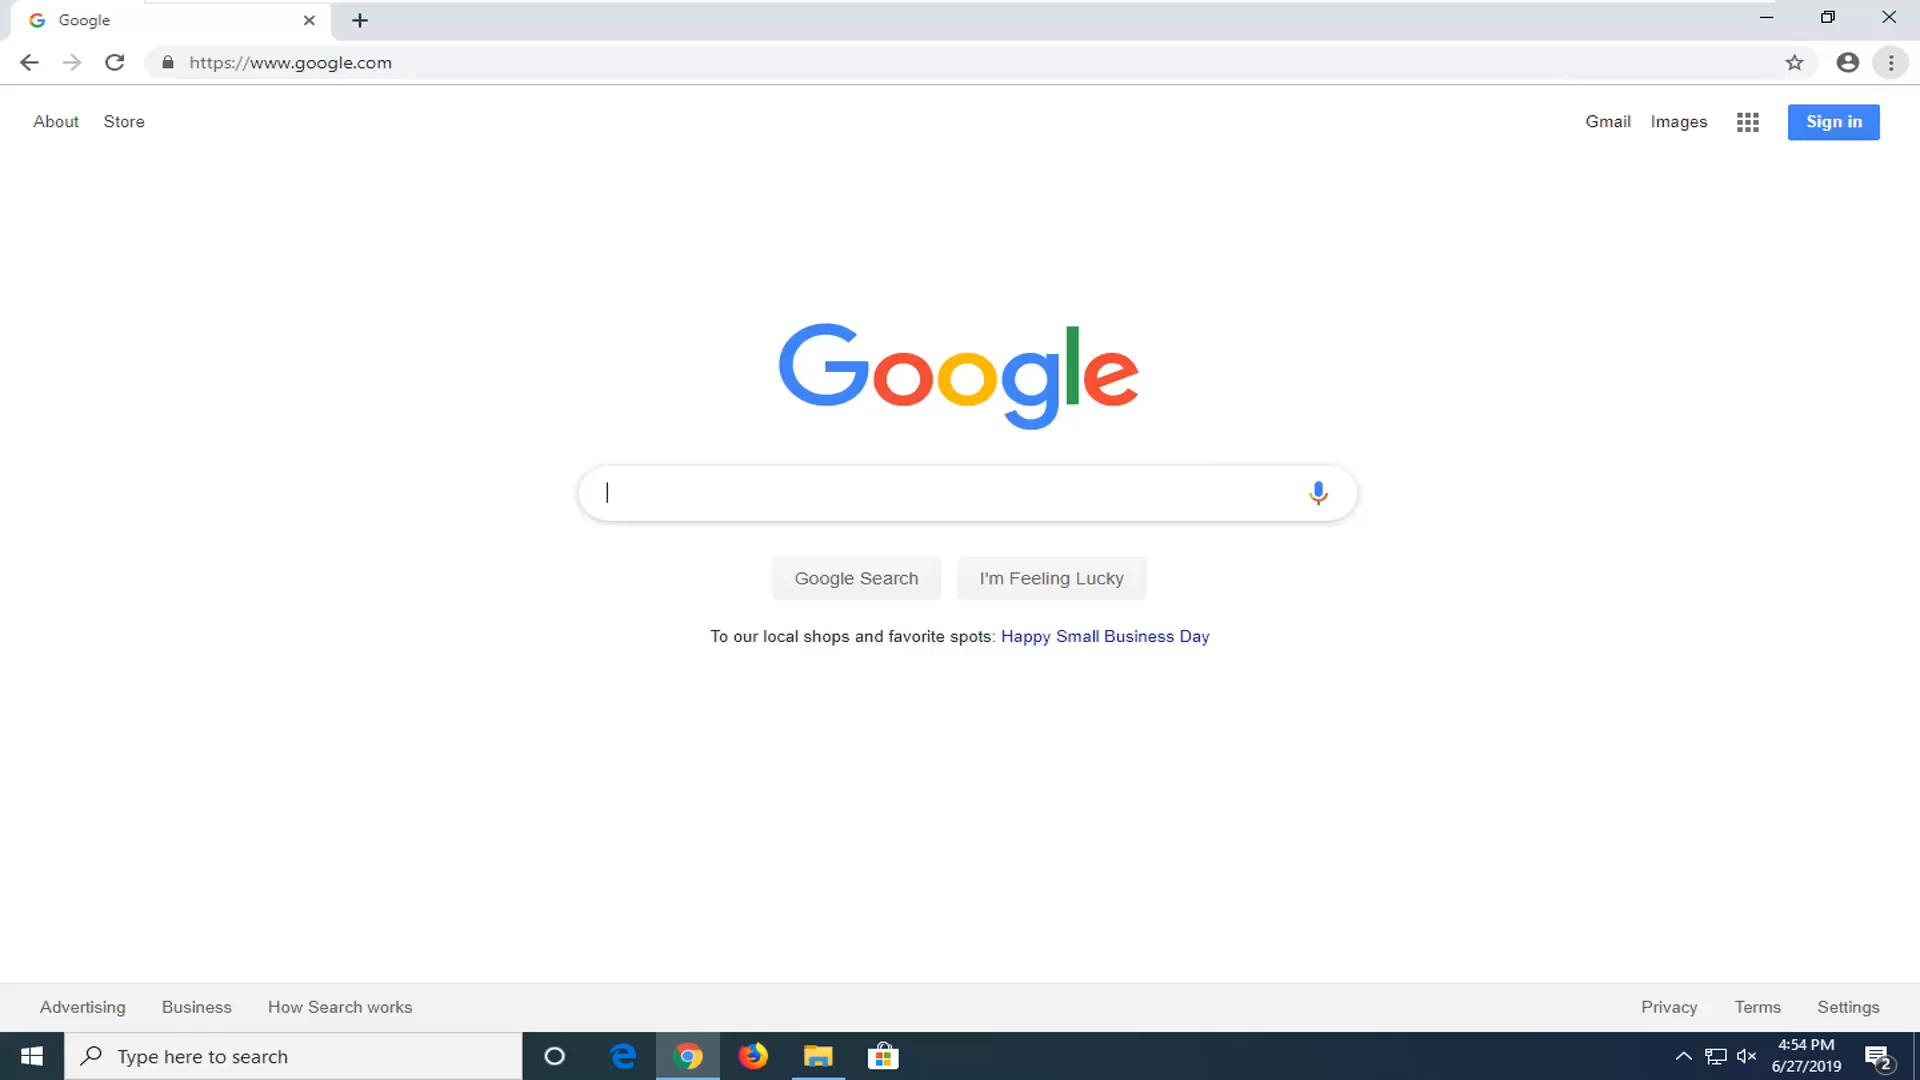 Google
https://www.google.com
About Store
Gmail Images Sign in
Google
Google Search I'm Feeling Lucky
To our local shops and favorite spots: Happy Small Business Day
Advertising Business How Search works
Privacy Terms Settings
Type here to search
4:54 PM
6/27/2019
2